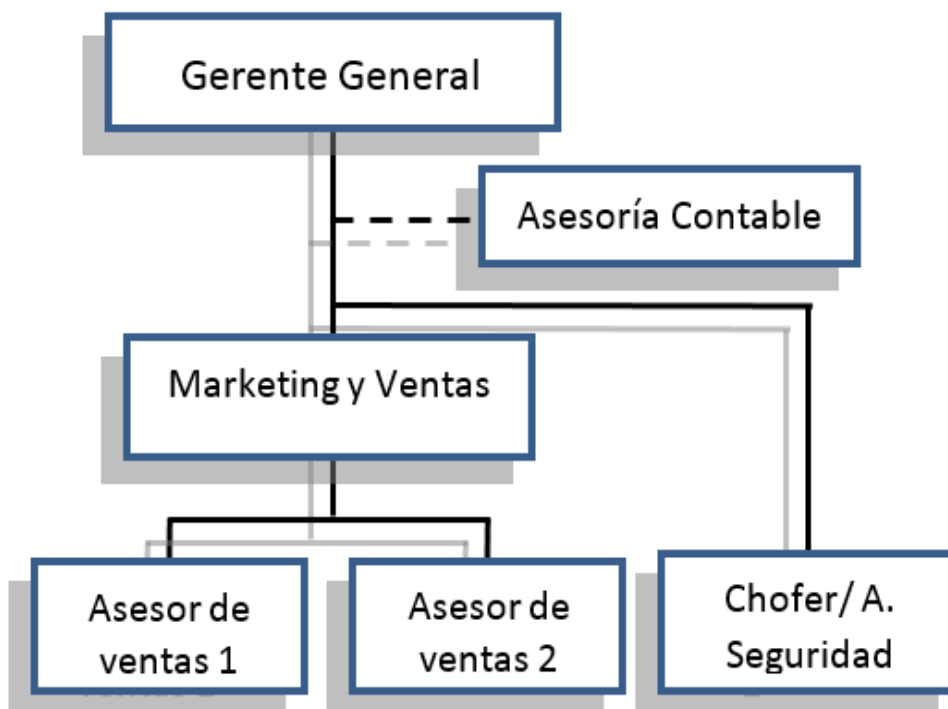 Gerente General
Asesoría Contable
Marketing y Ventas
Asesor de
ventas 1
Asesor de
ventas 2
Chofer/ A.
Seguridad